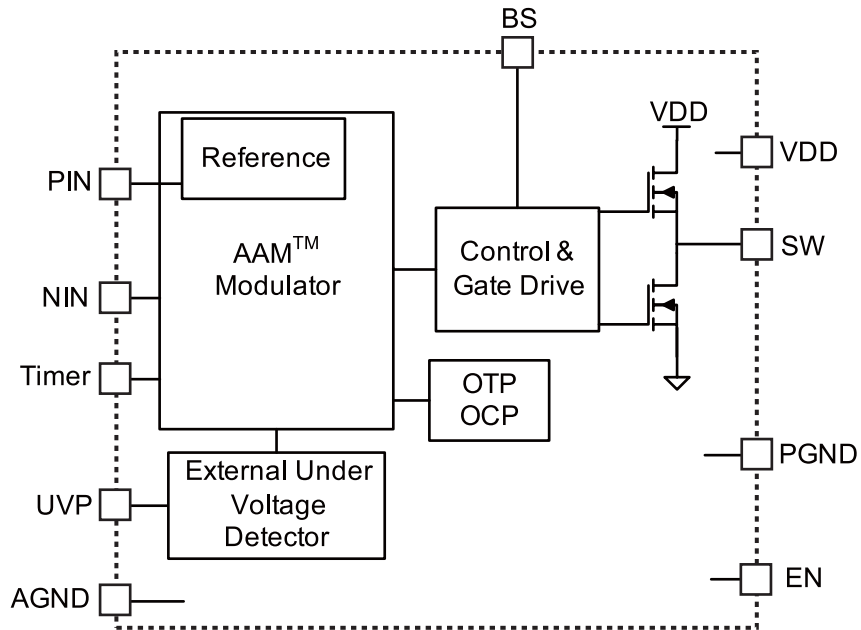 BS
VDD
VDD
Reference
PIN
AAM™
Modulator
Control &
Gate Drive
SW
NIN
Timer
OTP
OCP
PGND
External Under
Voltage
Detector
UVP
EN
AGND